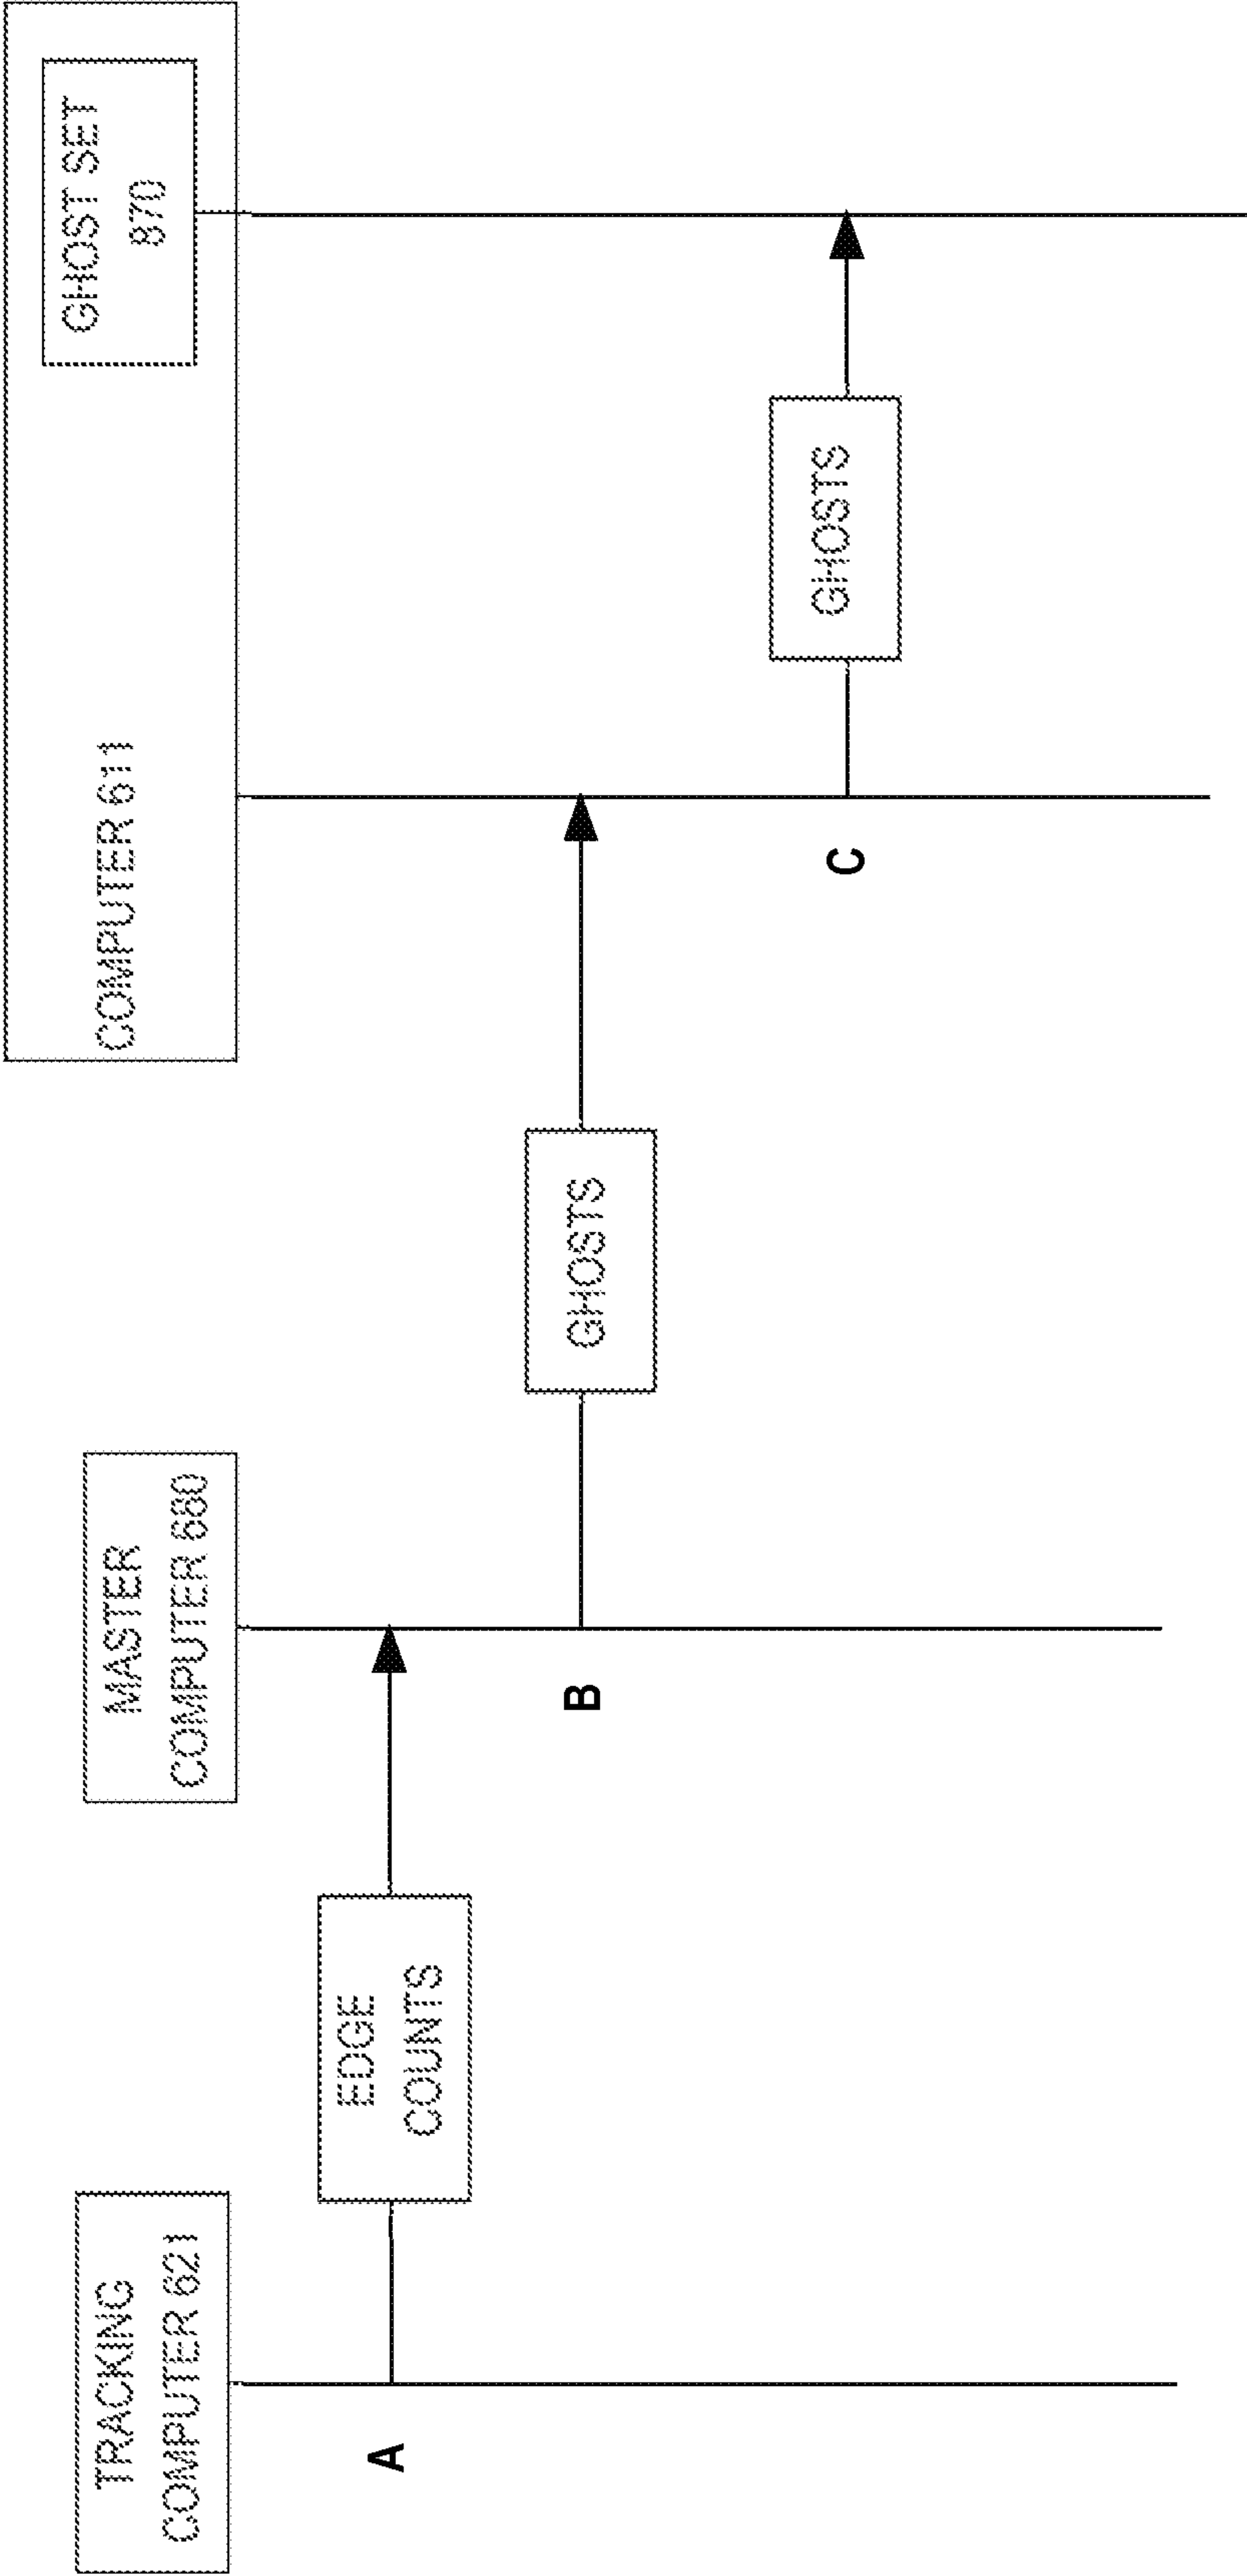 TRACKING
COMPUTER 621
MASTER
COMPUTER 680
COMPUTER 611
GHOST SET
870
A
EDGE
COUNTS
B
GHOSTS
C
GHOSTS